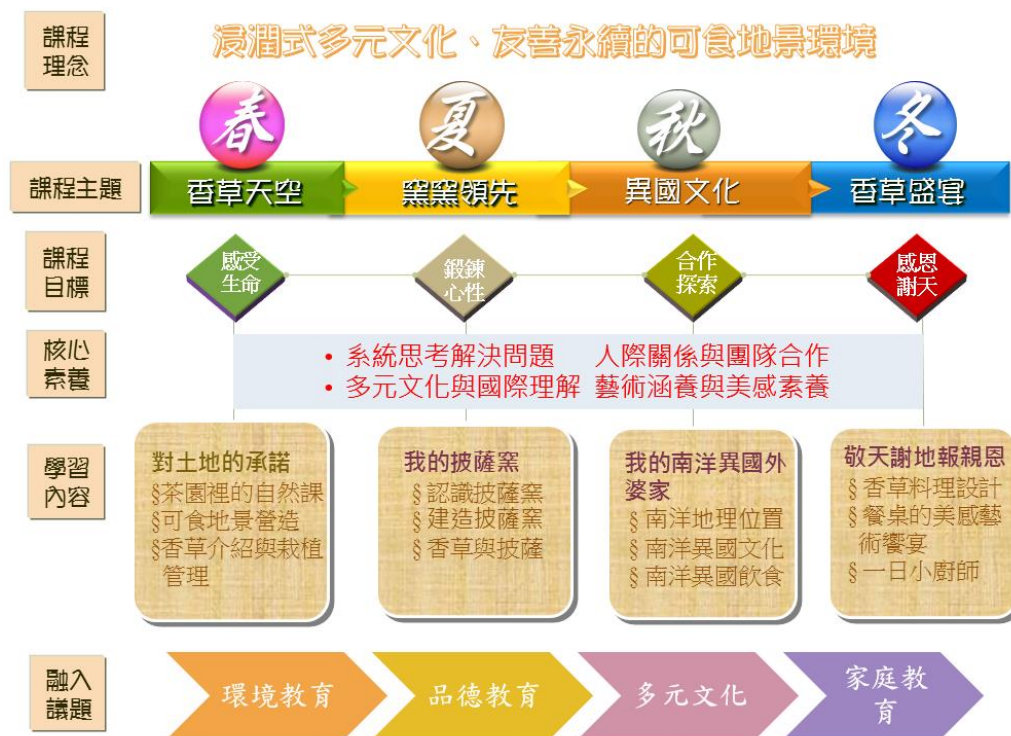 課程
理念
浸潤式多元文化、友善永續的可食地景環境
春
夏
秋
冬
課程主題
香草天空
窯窯領先
異國文化
香草盛宴
課程
目標
感受
生命
鍛鍊
心性
合作
探索
感恩
謝天
核心
素養
• 系統思考解決問題 人際關係與團隊合作
• 多元文化與國際理解 藝術涵養與美感素養
學習
內容
對土地的承諾
§茶園裡的自然課
§可食地景營造
§香草介紹與栽植
管理
我的披薩窯
§認識披薩窯
§建造披薩窯
§香草與披薩
我的南洋異國外
婆家
§南洋地理位置
§南洋異國文化
§南洋異國飲食
敬天謝地報親恩
§香草料理設計
§餐桌的美感藝
術饗宴
§一日小廚師
融入
議題
環境教育
品德教育
多元文化
家庭教
育